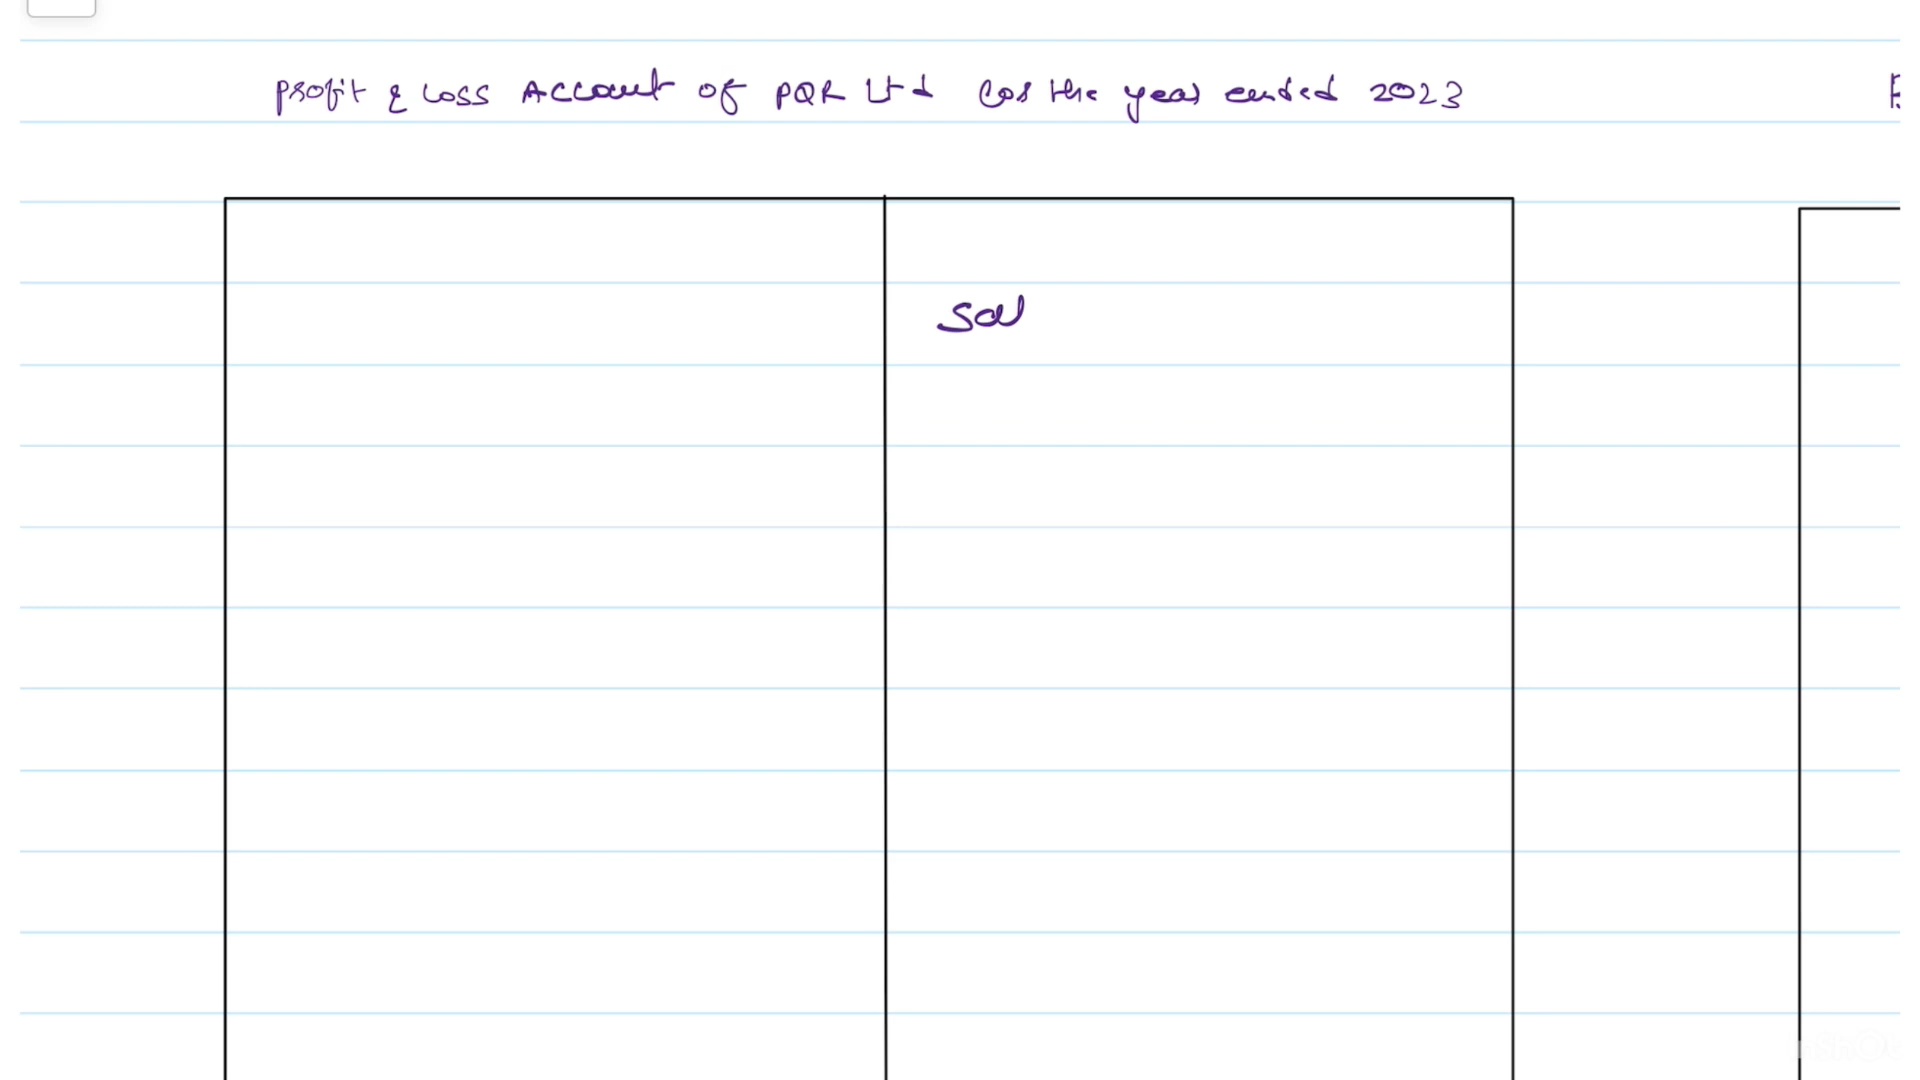 Profit & Loss Account of PQR Ltd for the year ended 2023
Sal